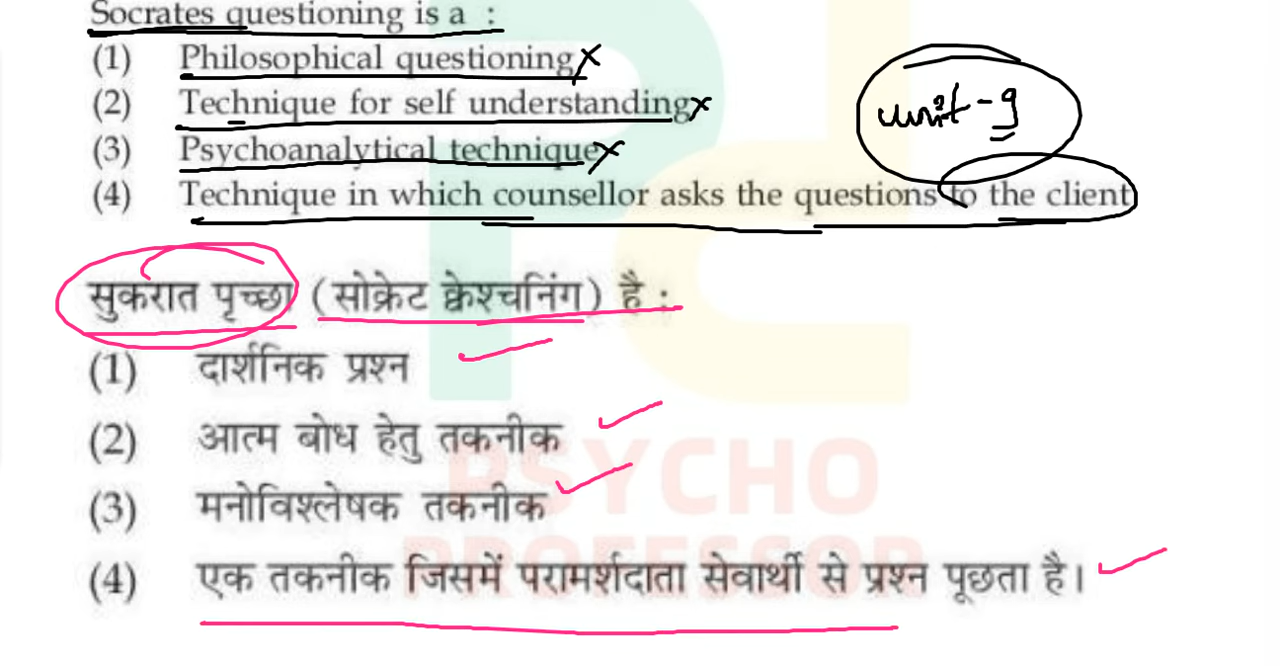 Socrates questioning is a :
(1) Philosophical questioning
(2) Technique for self understanding
(3) Psychoanalytical technique
(4) Technique in which counsellor asks the questions to the client
unit - 9
सुकरात पृच्छा (सोक्रेट क्वेश्चनिंग) है :
(1) दार्शनिक प्रश्न
(2) आत्म बोध हेतु तकनीक
(3) मनोविश्लेषक तकनीक
(4) एक तकनीक जिसमें परामर्शदाता सेवार्थी से प्रश्न पूछता है।
PSYCHO
PROFESSOR